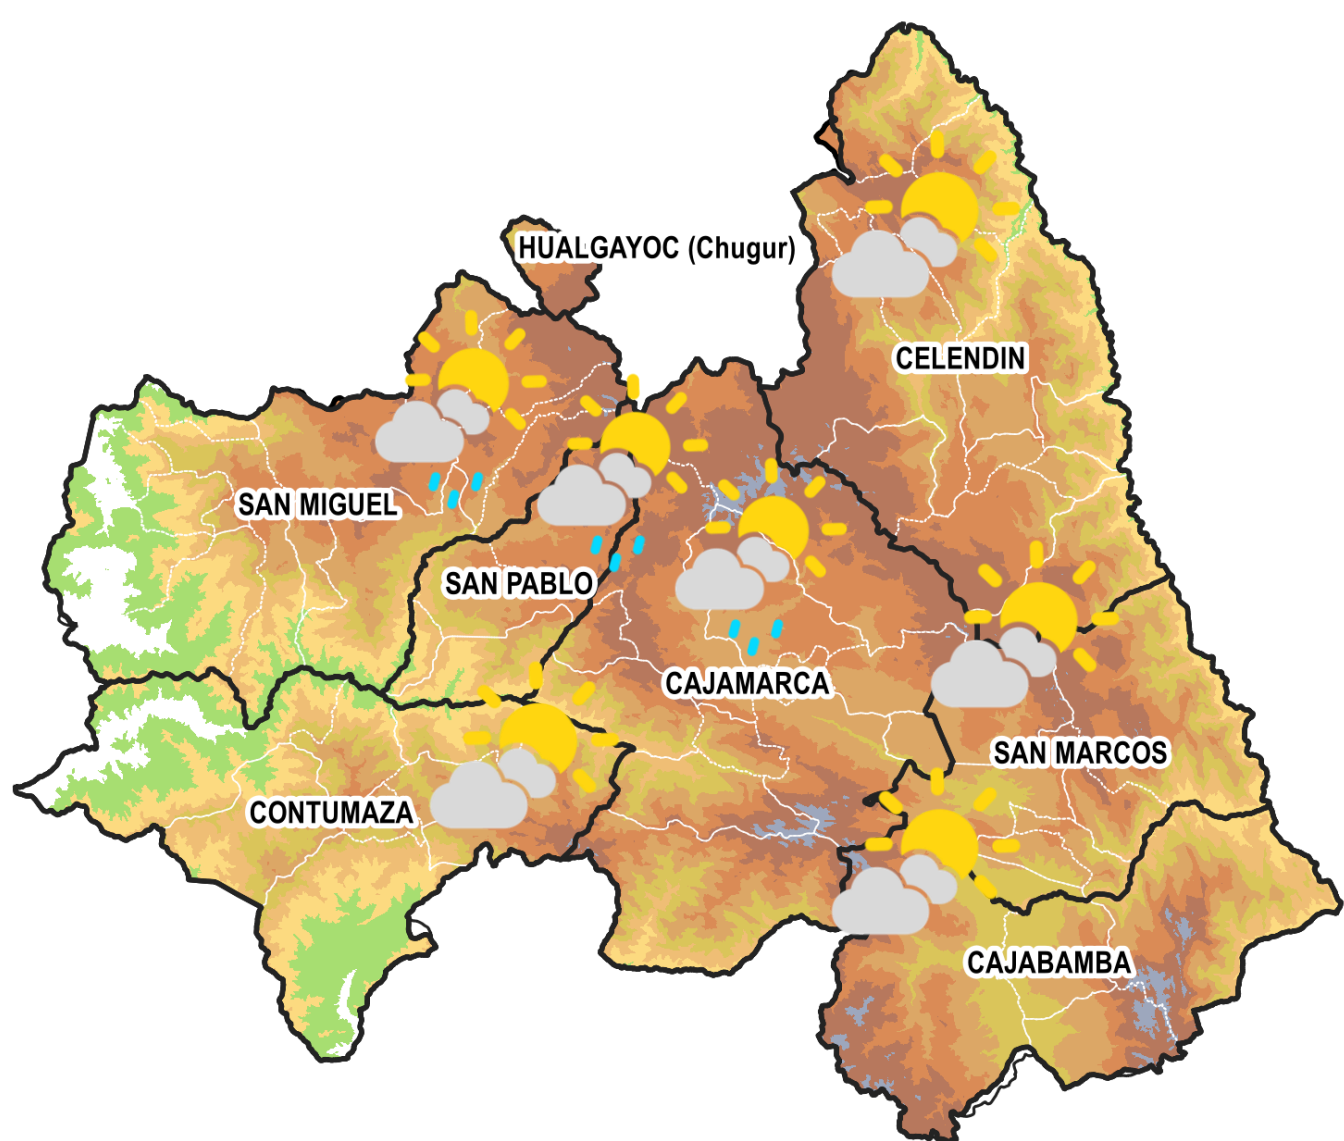 HUALGAYOC (Chugur)
CELENDIN
SAN MIGUEL
SAN PABLO
CAJAMARCA
SAN MARCOS
CONTUMAZA
CAJABAMBA